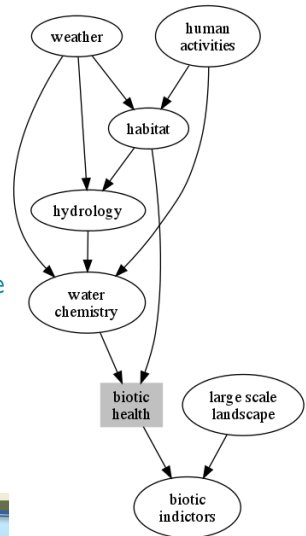 weather
human
activities
habitat
hydrology
e
water
chemistry
biotic
health
large scale
landscape
biotic
indictors